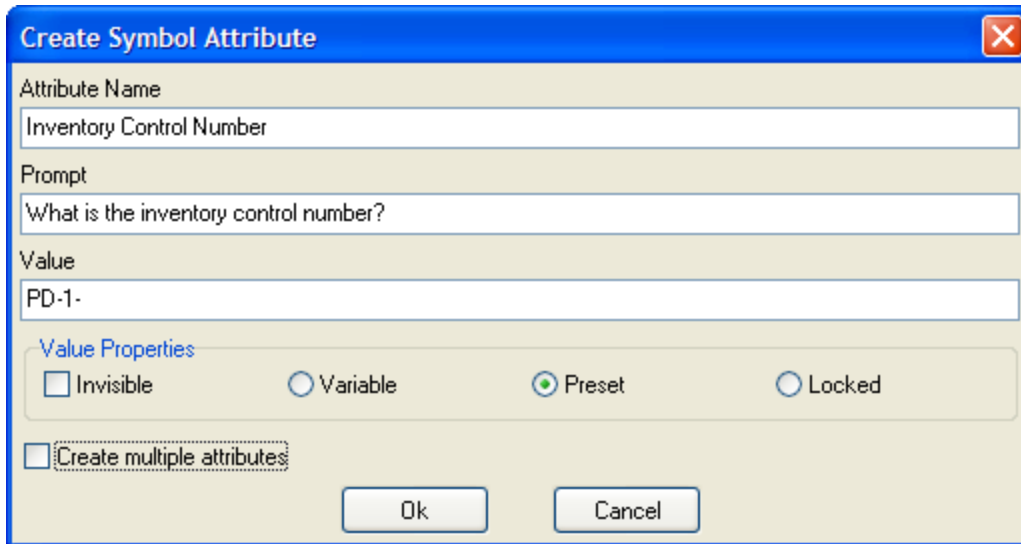 Create Symbol Attribute
Attribute Name
Inventory Control Number
Prompt
What is the inventory control number?
Value
PD-1-
Value Properties
Invisible Variable Preset Locked
Create multiple attributes
Ok Cancel